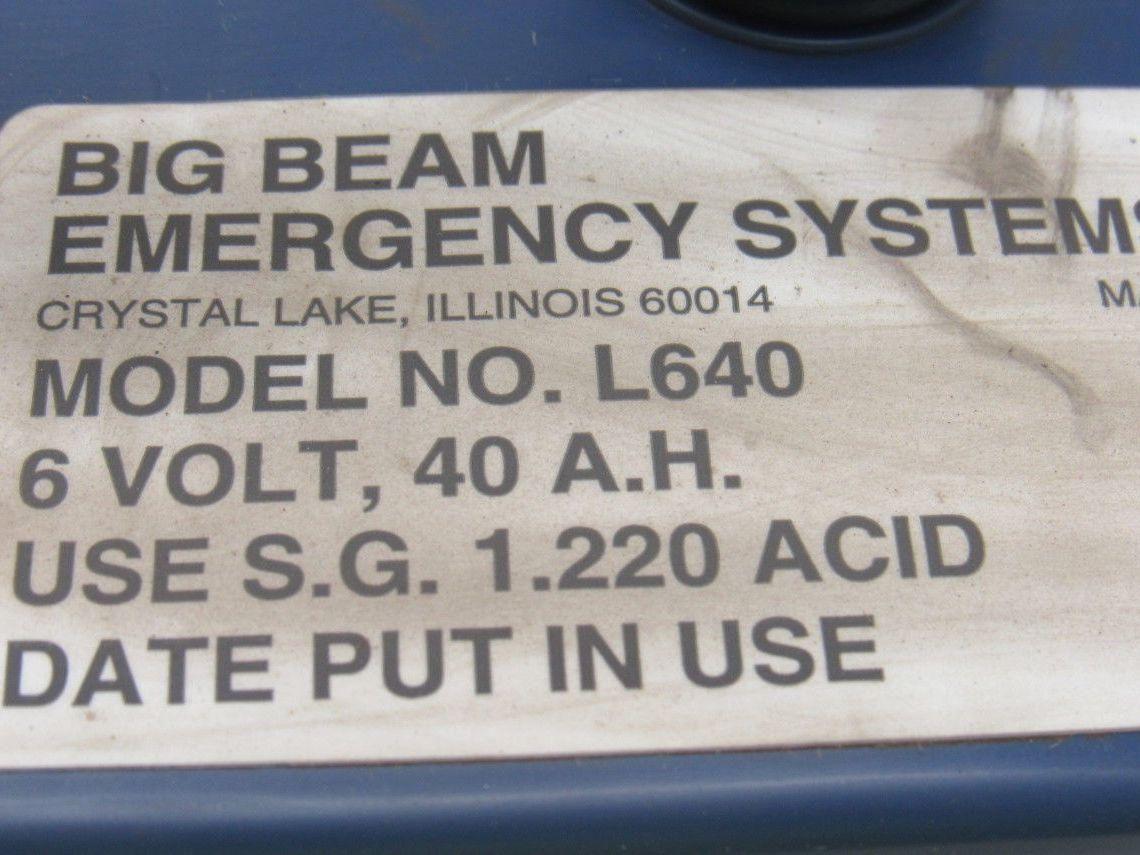 BIG BEAM
EMERGENCY SYSTEMS
CRYSTAL LAKE, ILLINOIS 60014
MODEL NO. L640
6 VOLT, 40 A.H.
USE S.G. 1.220 ACID
DATE PUT IN USE